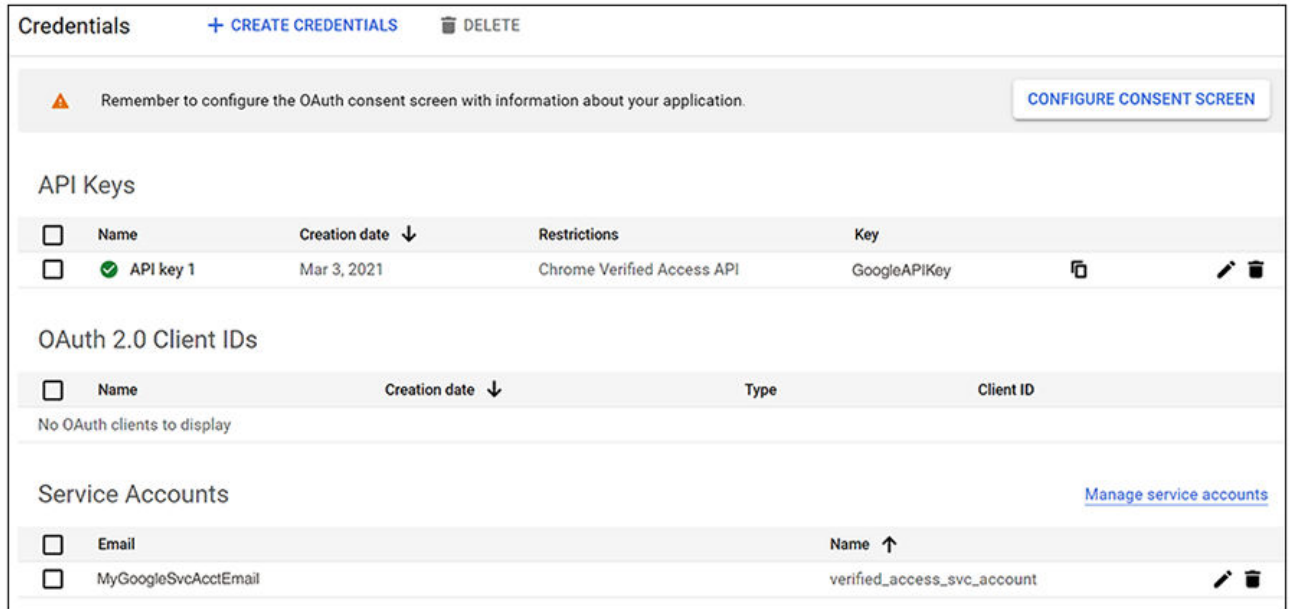 Credentials + CREATE CREDENTIALS DELETE
Remember to configure the OAuth consent screen with information about your application. CONFIGURE CONSENT SCREEN
API Keys
Name Creation date Restrictions Key
API key 1 Mar 3, 2021 Chrome Verified Access API GoogleAPIKey
OAuth 2.0 Client IDs
Name Creation date Type Client ID
No OAuth clients to display
Service Accounts Manage service accounts
Email Name
MyGoogleSvcAcctEmail verified_access_svc_account